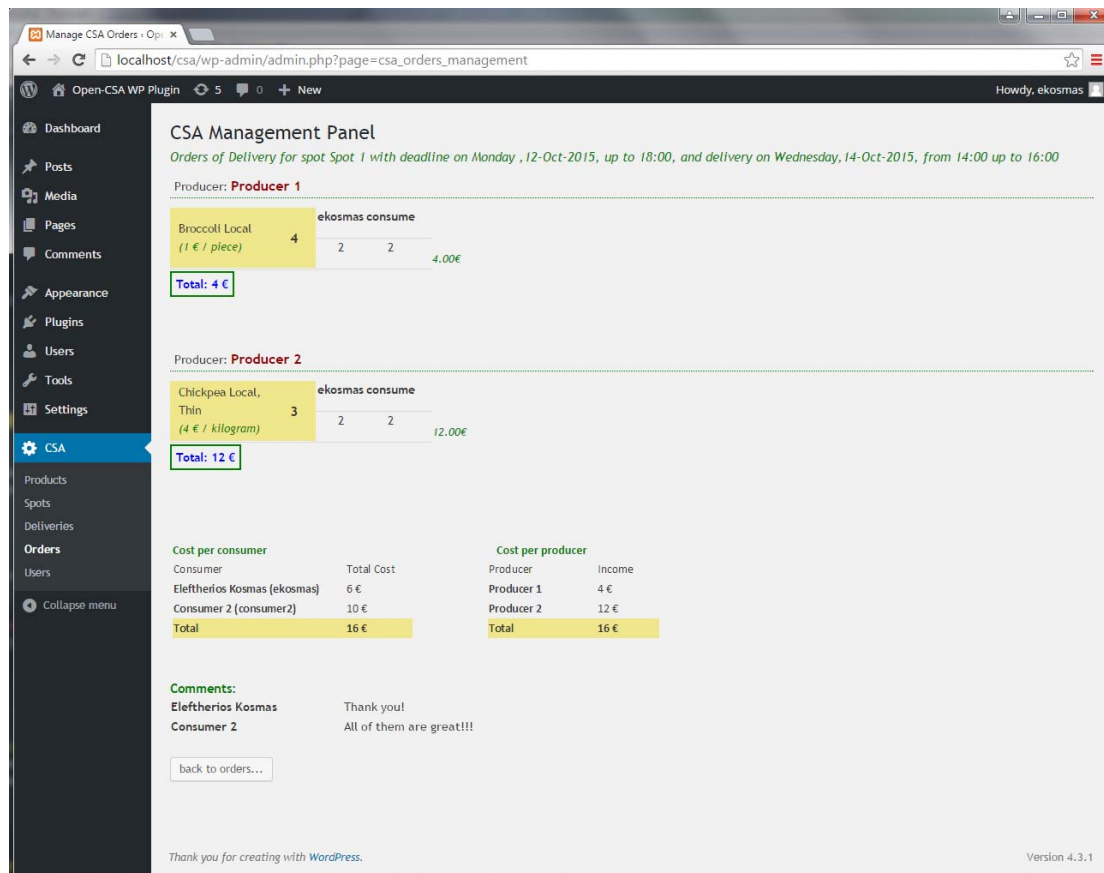 Manage CSA Orders ‹ Ope
localhost/csa/wp-admin/admin.php?page=csa_orders_management
Open-CSA WP Plugin 5 0 + New Howdy, ekosmas
Dashboard
Posts
Media
Pages
Comments
Appearance
Plugins
Users
Tools
Settings
CSA
Products
Spots
Deliveries
Orders
Users
Collapse menu
CSA Management Panel
Orders of Delivery for spot Spot 1 with deadline on Monday ,12-Oct-2015, up to 18:00, and delivery on Wednesday,14-Oct-2015, from 14:00 up to 16:00
Producer: Producer 1
ekosmas consume
Broccoli Local
(1 € / piece) 4 2 2 4.00€
Total: 4 €
Producer: Producer 2
ekosmas consume
Chickpea Local,
Thin 3 2 2
(4 € / kilogram) 12.00€
Total: 12 €
Cost per consumer Cost per producer
Consumer Total Cost Producer Income
Eleftherios Kosmas (ekosmas) 6 € Producer 1 4 €
Consumer 2 (consumer2) 10 € Producer 2 12 €
Total 16 € Total 16 €
Comments:
Eleftherios Kosmas Thank you!
Consumer 2 All of them are great!!!
back to orders...
Thank you for creating with WordPress. Version 4.3.1